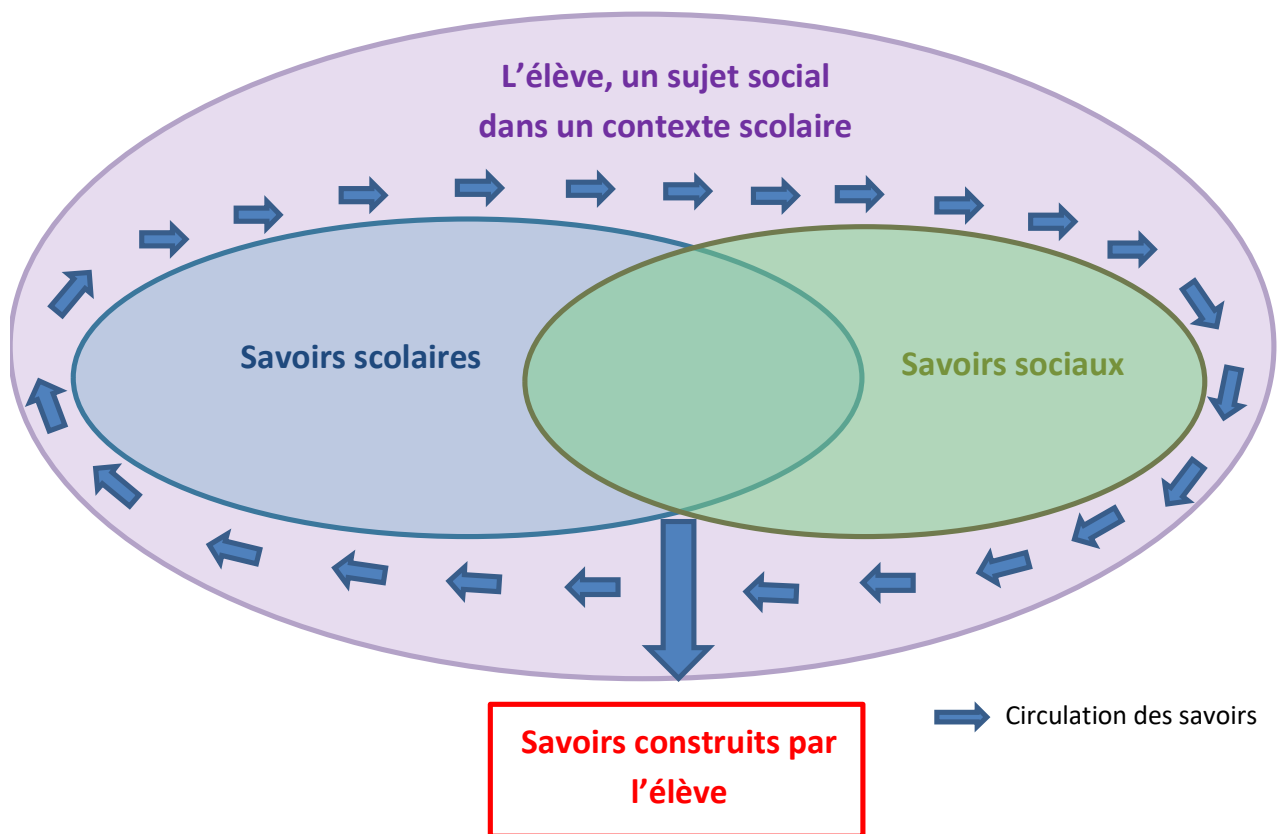 L’élève, un sujet social
dans un contexte scolaire
Savoirs scolaires
Savoirs sociaux
Circulation des savoirs
Savoirs construits par
l’élève